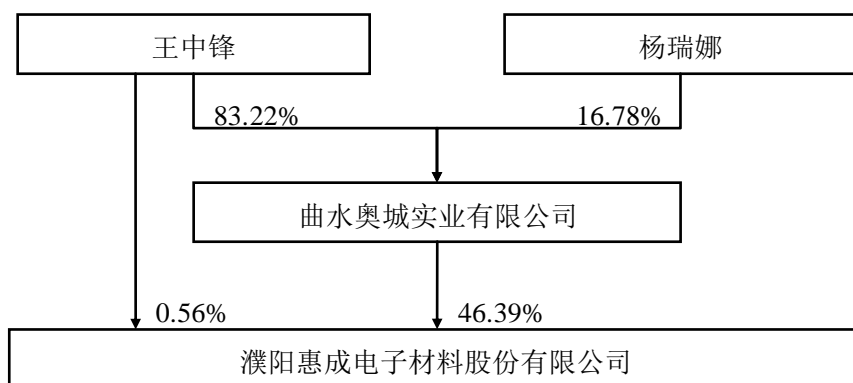 王中锋
杨瑞娜
83.22%
16.78%
曲水奥城实业有限公司
0.56%
46.39%
濮阳惠成电子材料股份有限公司